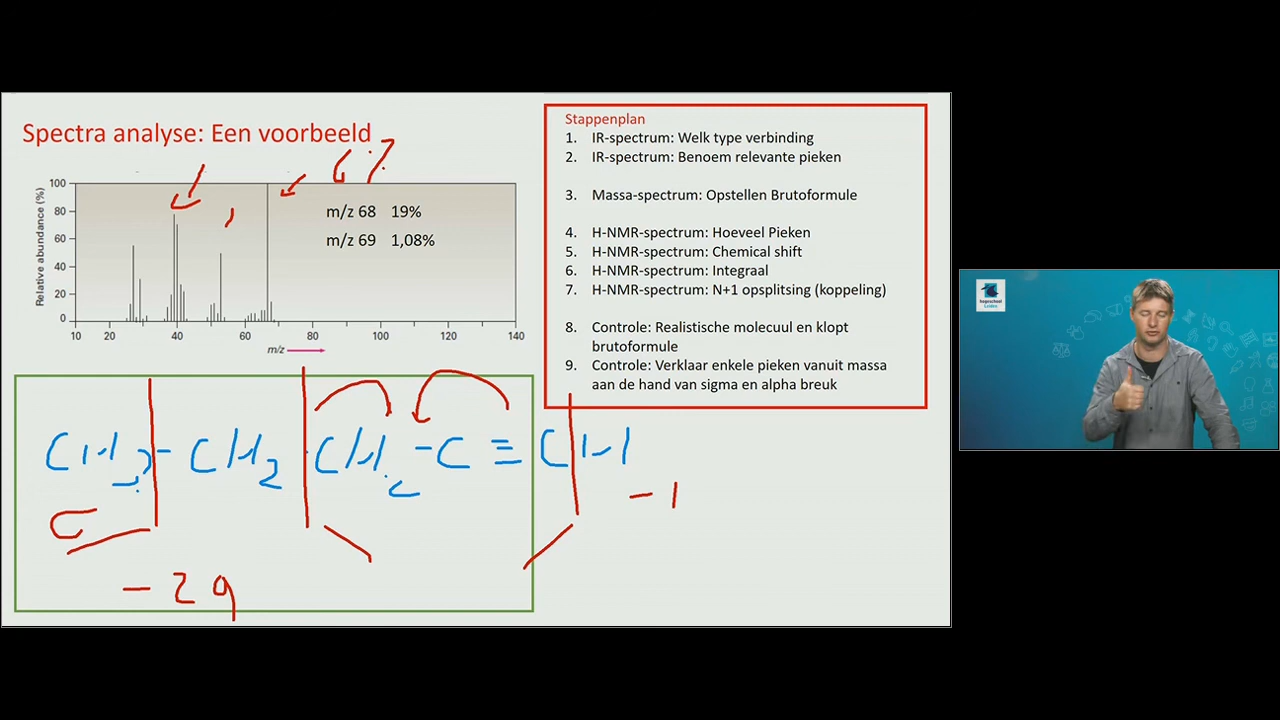 Spectra analyse: Een voorbeeld
67
Relative abundance (%)
100
80
60
40
20
0
m/z 68 19%
m/z 69 1,08%
10 20 40 60 80 100 120 140
m/z
CH3 - CH2 - CH2 - C ≡ CH
- 1
- 29
Stappenplan
1. IR-spectrum: Welk type verbinding
2. IR-spectrum: Benoem relevante pieken
3. Massa-spectrum: Opstellen Brutoformule
4. H-NMR-spectrum: Hoeveel Pieken
5. H-NMR-spectrum: Chemical shift
6. H-NMR-spectrum: Integraal
7. H-NMR-spectrum: N+1 opsplitsing (koppeling)
8. Controle: Realistische molecuul en klopt
brutoformule
9. Controle: Verklaar enkele pieken vanuit massa
aan de hand van sigma en alpha breuk
hogeschool
Leiden